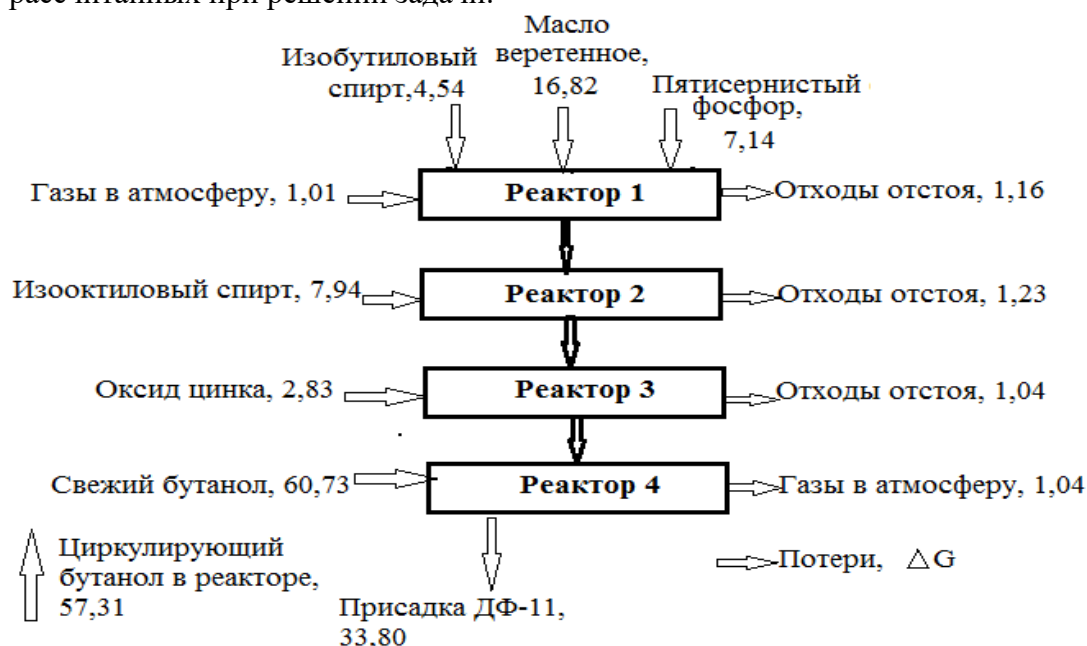 рассчитанных при решении задачи.
Масло
веретенное,
16,82
Изобутиловый
спирт,4,54
Пятисернистый
фосфор,
7,14
Газы в атмосферу, 1,01
Реактор 1
Отходы отстоя, 1,16
Изооктиловый спирт, 7,94
Реактор 2
Отходы отстоя, 1,23
Оксид цинка, 2,83
Реактор 3
Отходы отстоя, 1,04
Свежий бутанол, 60,73
Реактор 4
Газы в атмосферу, 1,04
Циркулирующий
бутанол в реакторе,
57,31
Потери, △G
Присадка ДФ-11,
33,80